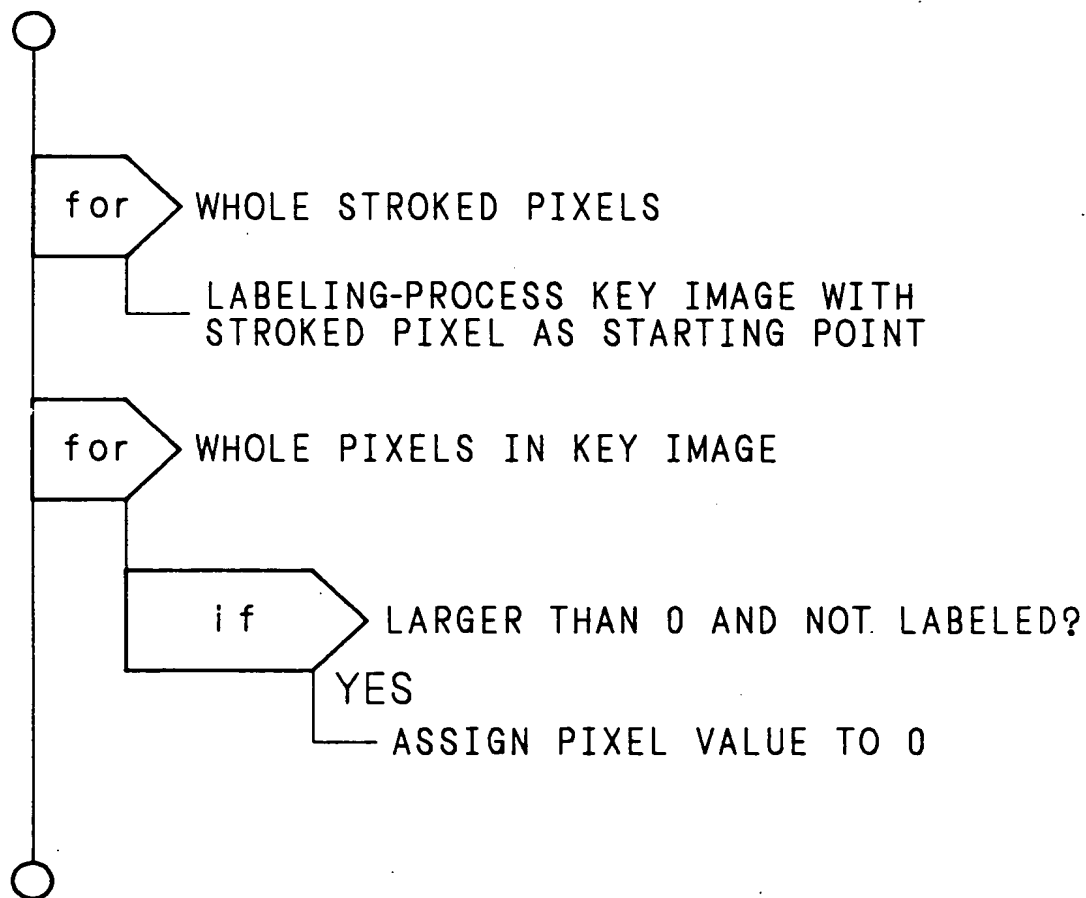 for WHOLE STROKED PIXELS
LABELING-PROCESS KEY IMAGE WITH
STROKED PIXEL AS STARTING POINT
for WHOLE PIXELS IN KEY IMAGE
if LARGER THAN 0 AND NOT LABELED?
YES
ASSIGN PIXEL VALUE TO 0